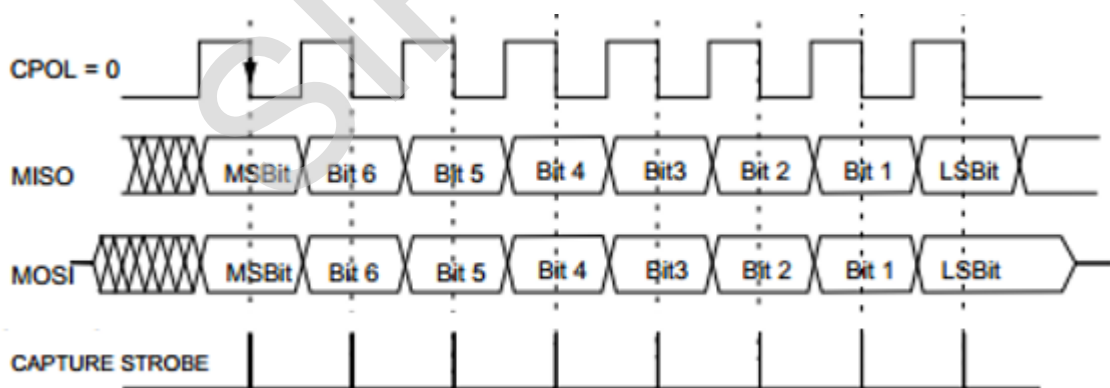 CPOL = 0
MISO MSBit Bit 6 Bit 5 Bit 4 Bit3 Bit 2 Bit 1 LSBit
MOSI MSBit Bit 6 Bit 5 Bit 4 Bit3 Bit 2 Bit 1 LSBit
CAPTURE STROBE